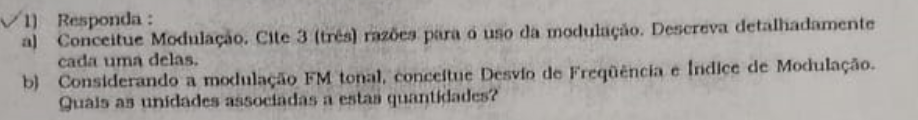 ✓1) Responda :
a) Conceitue Modulação. Cite 3 (três) razões para o uso da modulação. Descreva detalhadamente
cada uma delas.
b) Considerando a modulação FM tonal, conceitue Desvio de Freqüência e Índice de Modulação.
Quais as unidades associadas a estas quantidades?